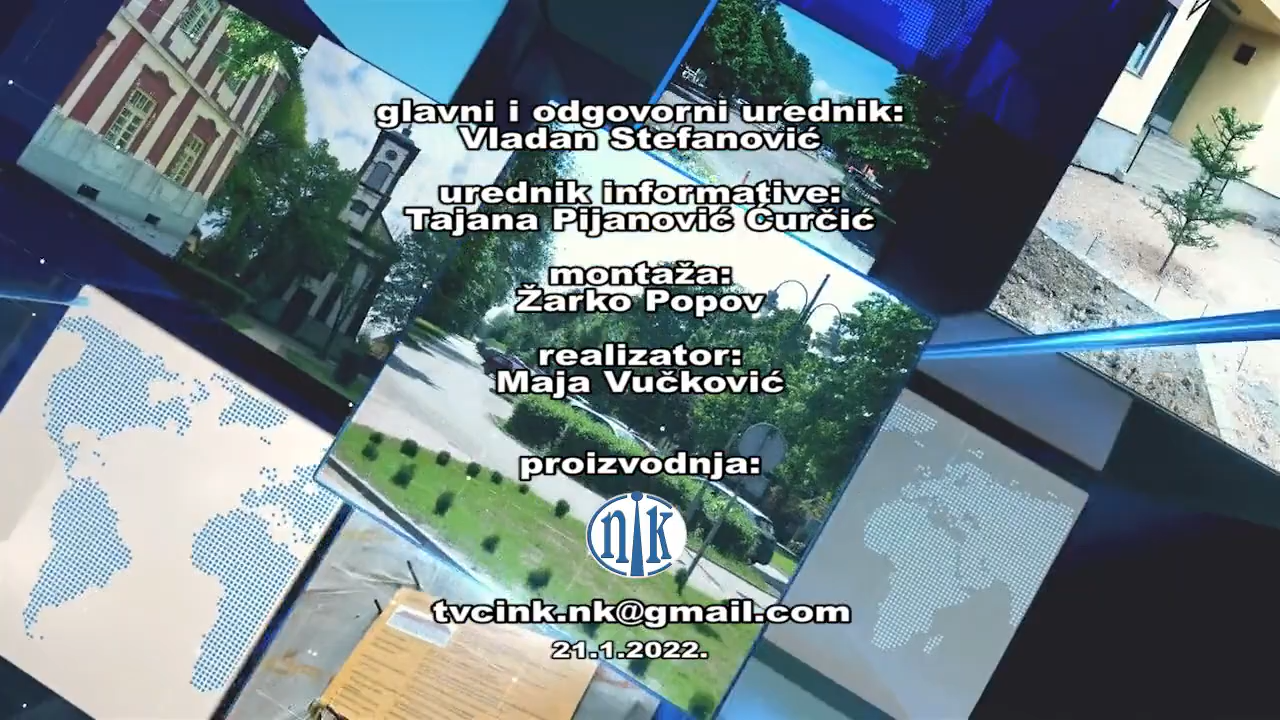 glavni i odgovorni urednik:
Vladan Stefanović
urednik informative:
Tajana Pijanović Ćurčić
montaža:
Žarko Popov
realizator:
Maja Vučković
proizvodnja:
nik
tvcink.nk@gmail.com
21.1.2022.